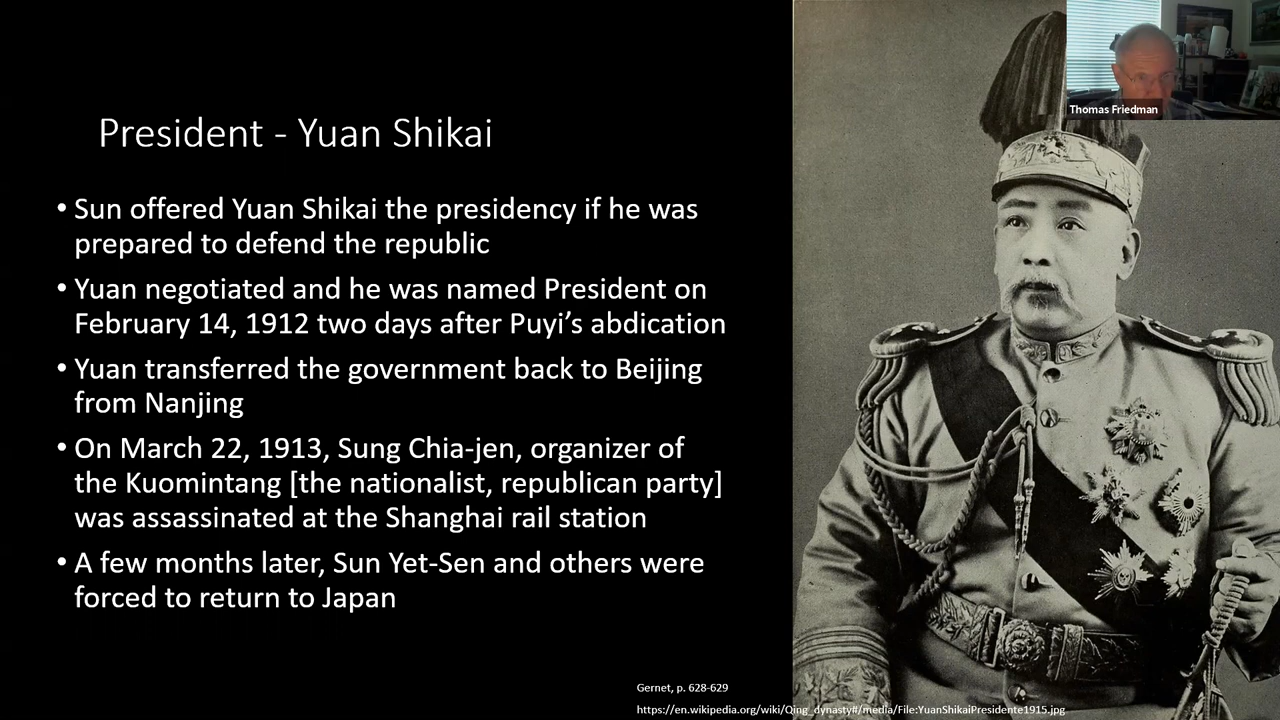 Thomas Friedman
President - Yuan Shikai
• Sun offered Yuan Shikai the presidency if he was
prepared to defend the republic
• Yuan negotiated and he was named President on
February 14, 1912 two days after Puyi’s abdication
• Yuan transferred the government back to Beijing
from Nanjing
• On March 22, 1913, Sung Chia-jen, organizer of
the Kuomintang [the nationalist, republican party]
was assassinated at the Shanghai rail station
• A few months later, Sun Yet-Sen and others were
forced to return to Japan
Gernet, p. 628-629
https://en.wikipedia.org/wiki/Qing_dynasty#/media/File:YuanShikaiPresidente1915.jpg